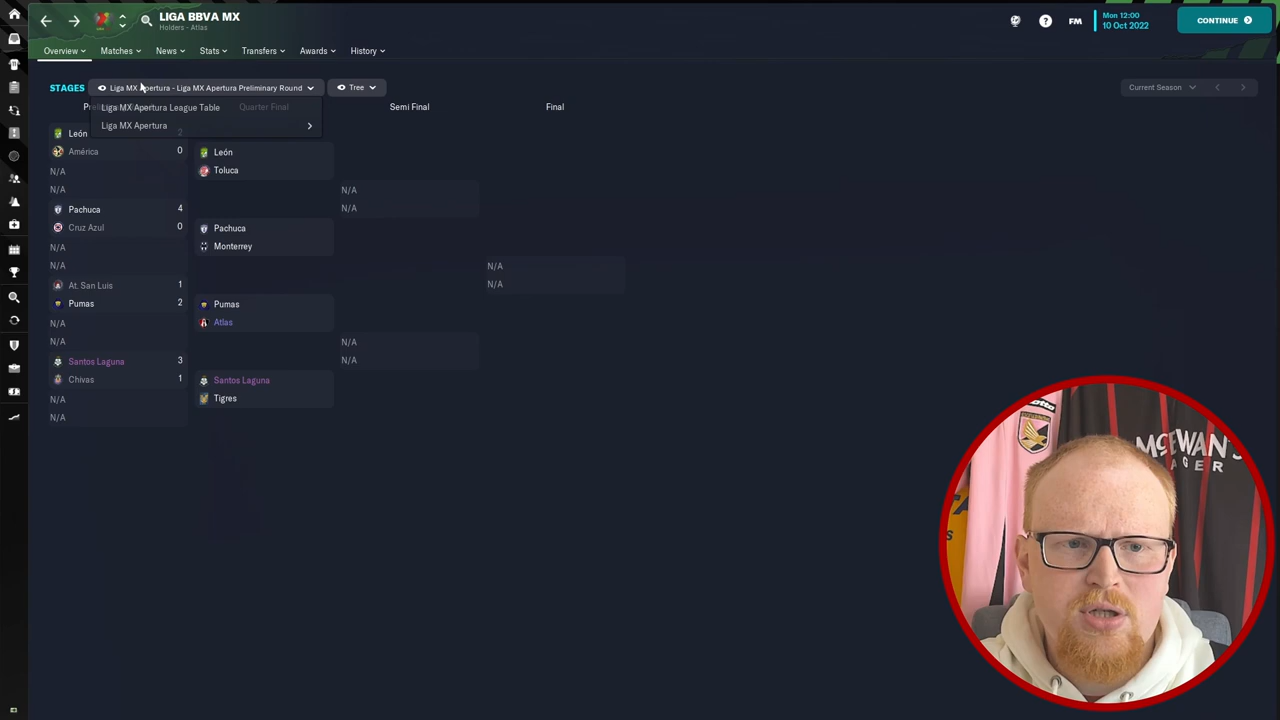 LIGA BBVA MX
Holders - Atlas
Mon 12:00
10 Oct 2022
FM
CONTINUE
Overview
Matches
News
Stats
Transfers
Awards
History
STAGES
Liga MX Apertura - Liga MX Apertura Preliminary Round
Tree
Current Season
Quarter Final
Semi Final
Final
Liga MX Apertura League Table
Liga MX Apertura
León 2
América 0
N/A
N/A
Pachuca 4
Cruz Azul 0
N/A
N/A
At. San Luis 1
Pumas 2
N/A
N/A
Santos Laguna 3
Chivas 1
N/A
N/A
León
Toluca
Pachuca
Monterrey
Pumas
Atlas
Santos Laguna
Tigres
N/A
N/A
N/A
N/A
N/A
N/A
McEWAN'S
LAGER